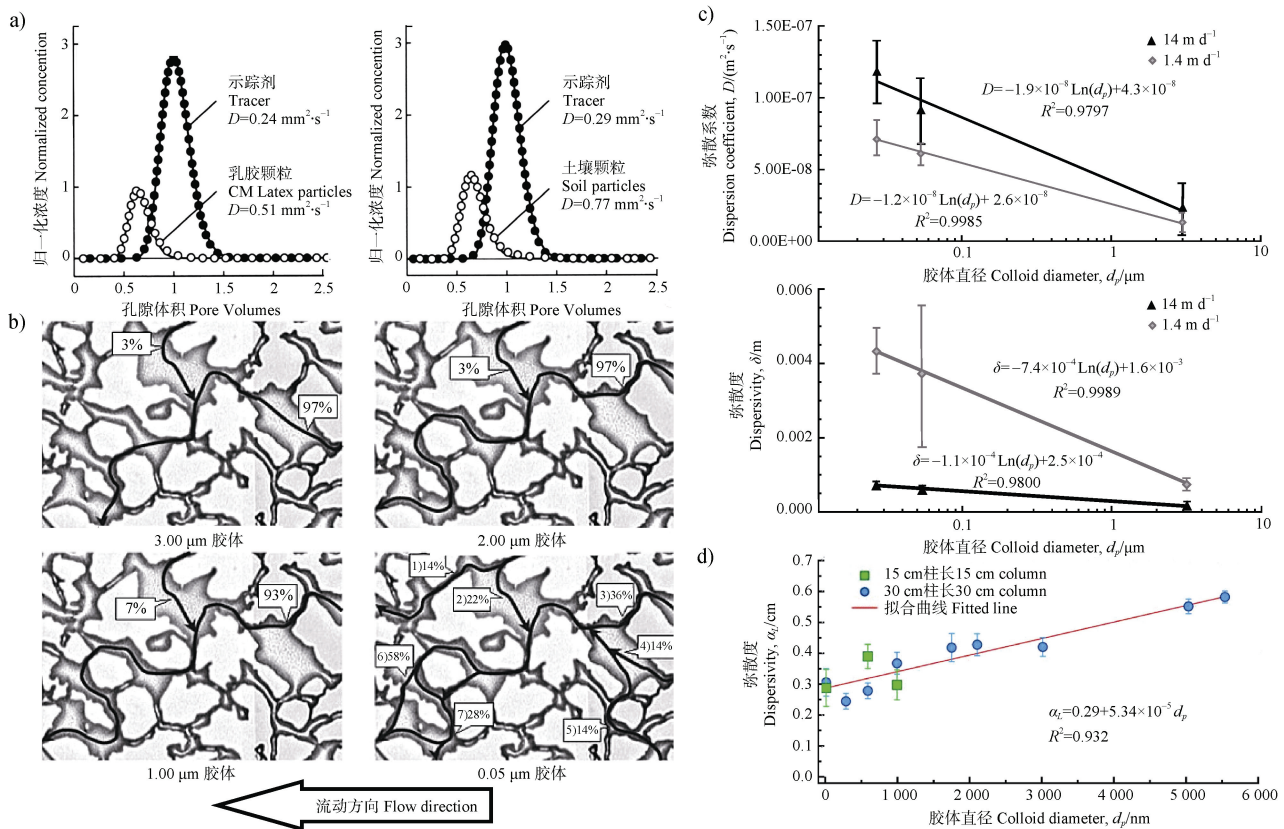 a)
归一化浓度 Normalized concention
3
2
1
0
示踪剂
Tracer
D=0.24 mm²·s⁻¹
乳胶颗粒
CM Latex particles
D=0.51 mm²·s⁻¹
0 0.5 1 1.5 2 2.5
孔隙体积 Pore Volumes
归一化浓度 Normalized concention
3
2
1
0
示踪剂
Tracer
D=0.29 mm²·s⁻¹
土壤颗粒
Soil particles
D=0.77 mm²·s⁻¹
0 0.5 1 1.5 2 2.5
孔隙体积 Pore Volumes
b)
3%
97%
3.00 μm 胶体
3%
97%
2.00 μm 胶体
7%
93%
1.00 μm 胶体
1)14%
2)22%
3)36%
4)14%
6)58%
7)28%
5)14%
0.05 μm 胶体
流动方向 Flow direction
c)
弥散系数
Dispersion coefficient, D/(m²·s⁻¹)
1.50E-07
1.00E-07
5.00E-08
0.00E+00
14 m d⁻¹
1.4 m d⁻¹
D=−1.9×10⁻⁸ Ln(dₚ)+4.3×10⁻⁸
R²=0.9797
D=−1.2×10⁻⁸ Ln(dₚ)+ 2.6×10⁻⁸
R²=0.9985
0.1 1 10
胶体直径 Colloid diameter, dₚ/μm
弥散度
Dispersivity, δ/m
0.006
0.004
0.002
0.000
14 m d⁻¹
1.4 m d⁻¹
δ=−7.4×10⁻⁴ Ln(dₚ)+1.6×10⁻³
R²=0.9989
δ=−1.1×10⁻⁴ Ln(dₚ)+2.5×10⁻⁴
R²=0.9800
0.1 1 10
胶体直径 Colloid diameter, dₚ/μm
d)
弥散度
Dispersivity, α_L/cm
0.7
0.6
0.5
0.4
0.3
0.2
0.1
0.0
15 cm柱长15 cm column
30 cm柱长30 cm column
拟合曲线 Fitted line
α_L=0.29+5.34×10⁻⁵ dₚ
R²=0.932
0 1 000 2 000 3 000 4 000 5 000 6 000
胶体直径 Colloid diameter, dₚ/nm